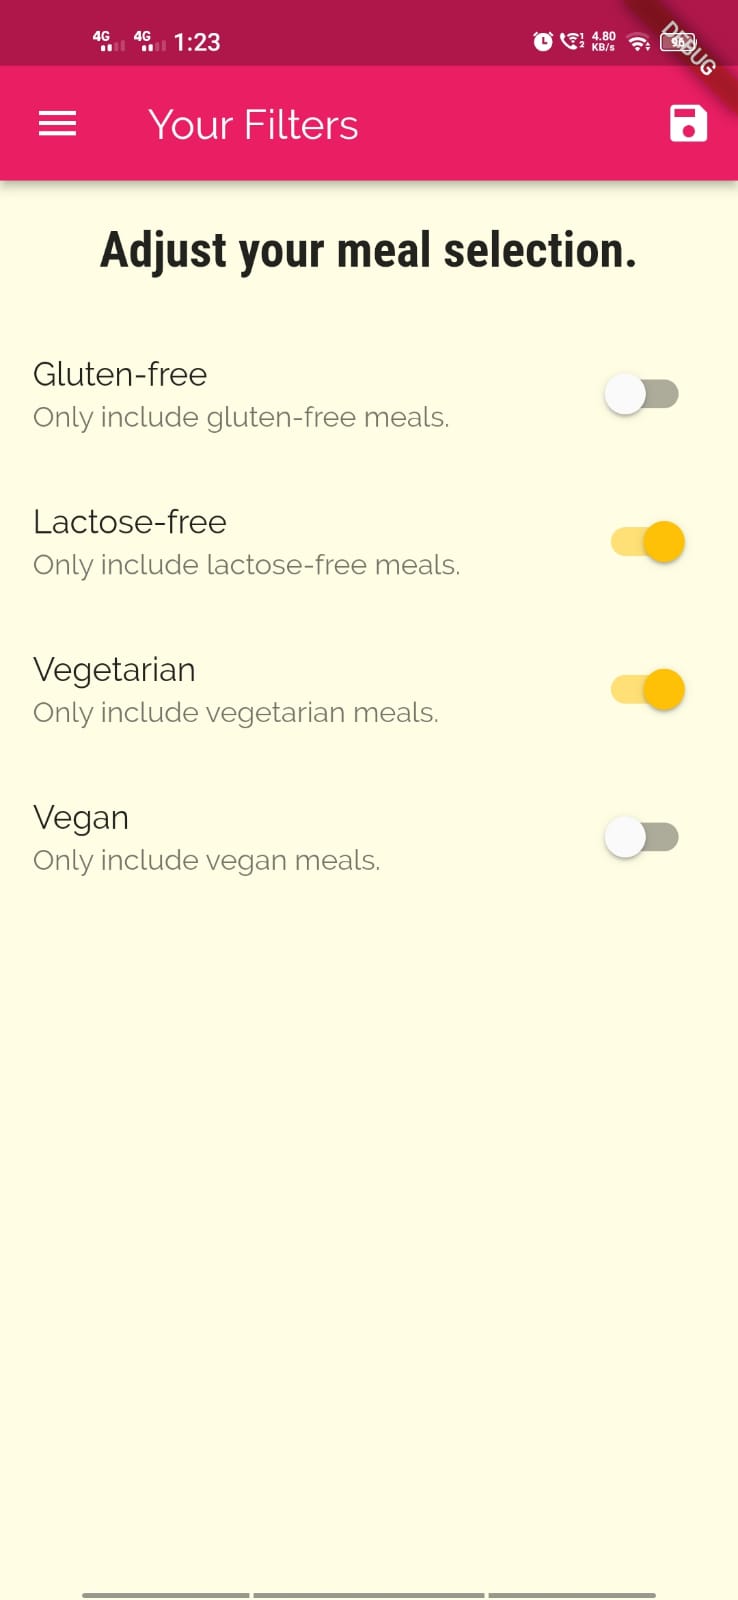 4G 4G 1:23 4.80 KB/s 96
DEBUG
Your Filters
Adjust your meal selection.
Gluten-free
Only include gluten-free meals.
Lactose-free
Only include lactose-free meals.
Vegetarian
Only include vegetarian meals.
Vegan
Only include vegan meals.